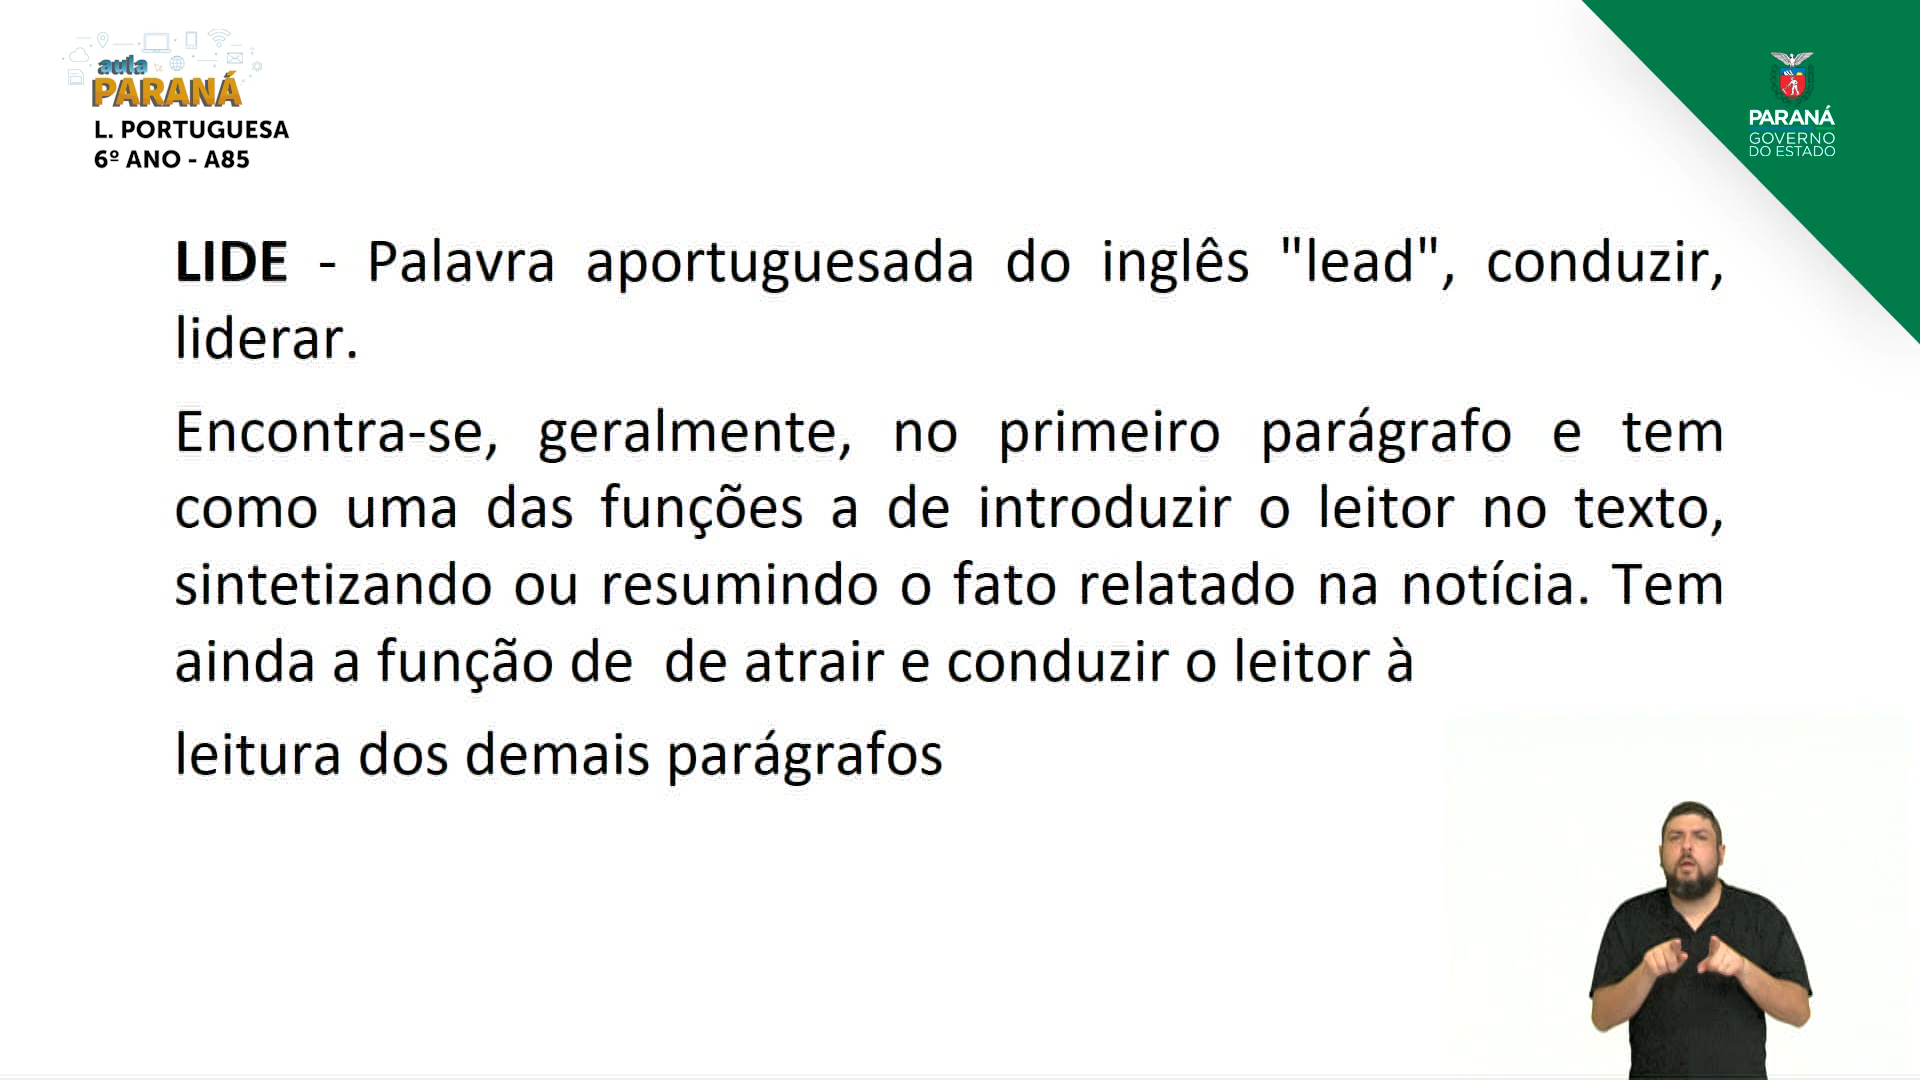 aula
PARANÁ
L. PORTUGUESA
6º ANO - A85
PARANÁ
GOVERNO
DO ESTADO
LIDE - Palavra aportuguesada do inglês "lead", conduzir,
liderar.
Encontra-se, geralmente, no primeiro parágrafo e tem
como uma das funções a de introduzir o leitor no texto,
sintetizando ou resumindo o fato relatado na notícia. Tem
ainda a função de  de atrair e conduzir o leitor à
leitura dos demais parágrafos